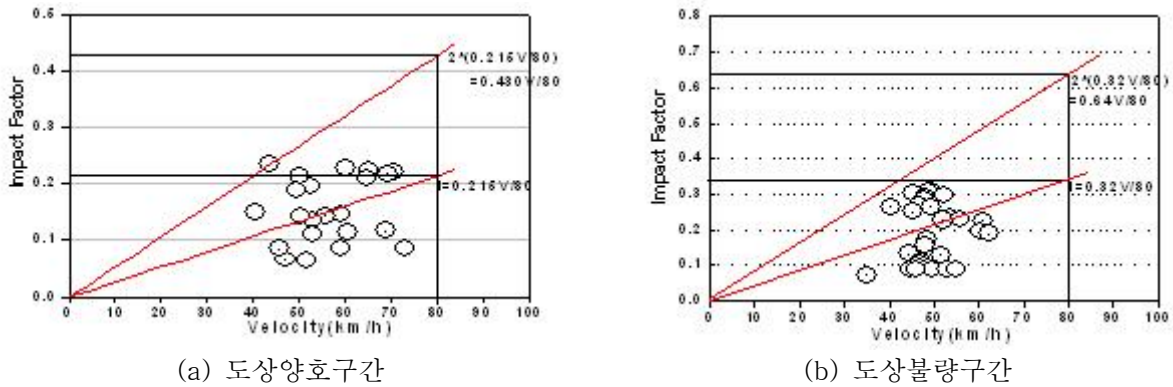 0.5
0.4
0.3
0.2
0.1
0.0
Impact Factor
0 10 20 30 40 50 60 70 80 90 100
Velocity(km/h)
2*(0.215V/80)
=0.430V/80
I=0.215V/80
(a) 도상양호구간
0.8
0.7
0.6
0.5
0.4
0.3
0.2
0.1
0.0
Impact Factor
0 10 20 30 40 50 60 70 80 90 100
Velocity(km/h)
2*(0.32V/80)
=0.64V/80
I=0.32V/80
(b) 도상불량구간